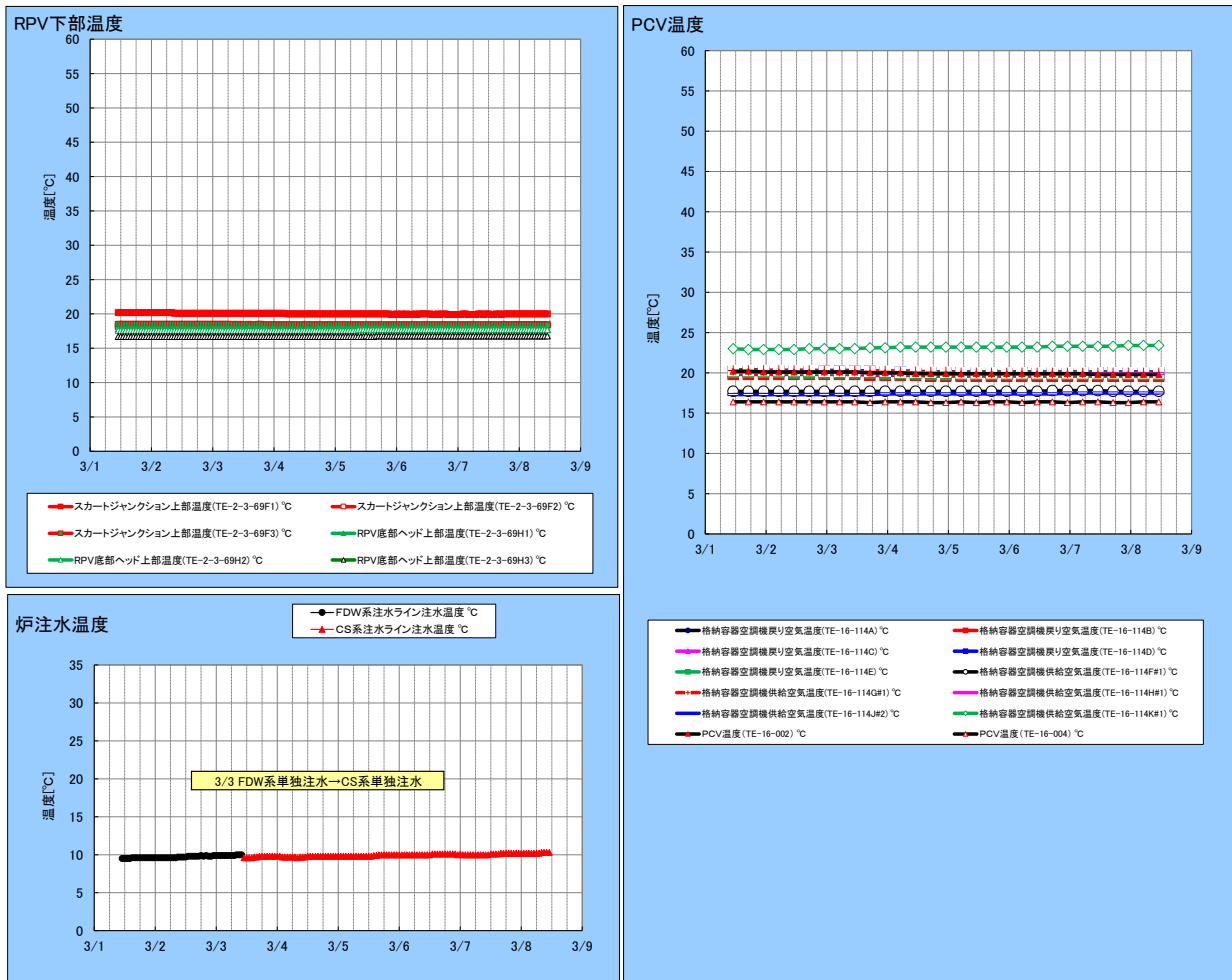 RPV下部温度
60
55
50
45
40
35
30
25
20
15
10
5
0
温度[℃]
3/1 3/2 3/3 3/4 3/5 3/6 3/7 3/8 3/9
スカートジャンクション上部温度(TE-2-3-69F1) ℃ スカートジャンクション上部温度(TE-2-3-69F2) ℃
スカートジャンクション上部温度(TE-2-3-69F3) ℃ RPV底部ヘッド上部温度(TE-2-3-69H1) ℃
RPV底部ヘッド上部温度(TE-2-3-69H2) ℃ RPV底部ヘッド上部温度(TE-2-3-69H3) ℃
PCV温度
60
55
50
45
40
35
30
25
20
15
10
5
0
温度[℃]
3/1 3/2 3/3 3/4 3/5 3/6 3/7 3/8 3/9
格納容器空調機戻り空気温度(TE-16-114A) ℃ 格納容器空調機戻り空気温度(TE-16-114B) ℃
格納容器空調機戻り空気温度(TE-16-114C) ℃ 格納容器空調機戻り空気温度(TE-16-114D) ℃
格納容器空調機戻り空気温度(TE-16-114E) ℃ 格納容器空調機供給空気温度(TE-16-114F#1) ℃
格納容器空調機供給空気温度(TE-16-114G#1) ℃ 格納容器空調機供給空気温度(TE-16-114H#1) ℃
格納容器空調機供給空気温度(TE-16-114J#2) ℃ 格納容器空調機供給空気温度(TE-16-114K#1) ℃
PCV温度(TE-16-002) ℃ PCV温度(TE-16-004) ℃
炉注水温度
FDW系注水ライン注水温度 ℃
CS系注水ライン注水温度 ℃
35
30
25
20
15
10
5
0
温度[℃]
3/3 FDW系単独注水→CS系単独注水
3/1 3/2 3/3 3/4 3/5 3/6 3/7 3/8 3/9